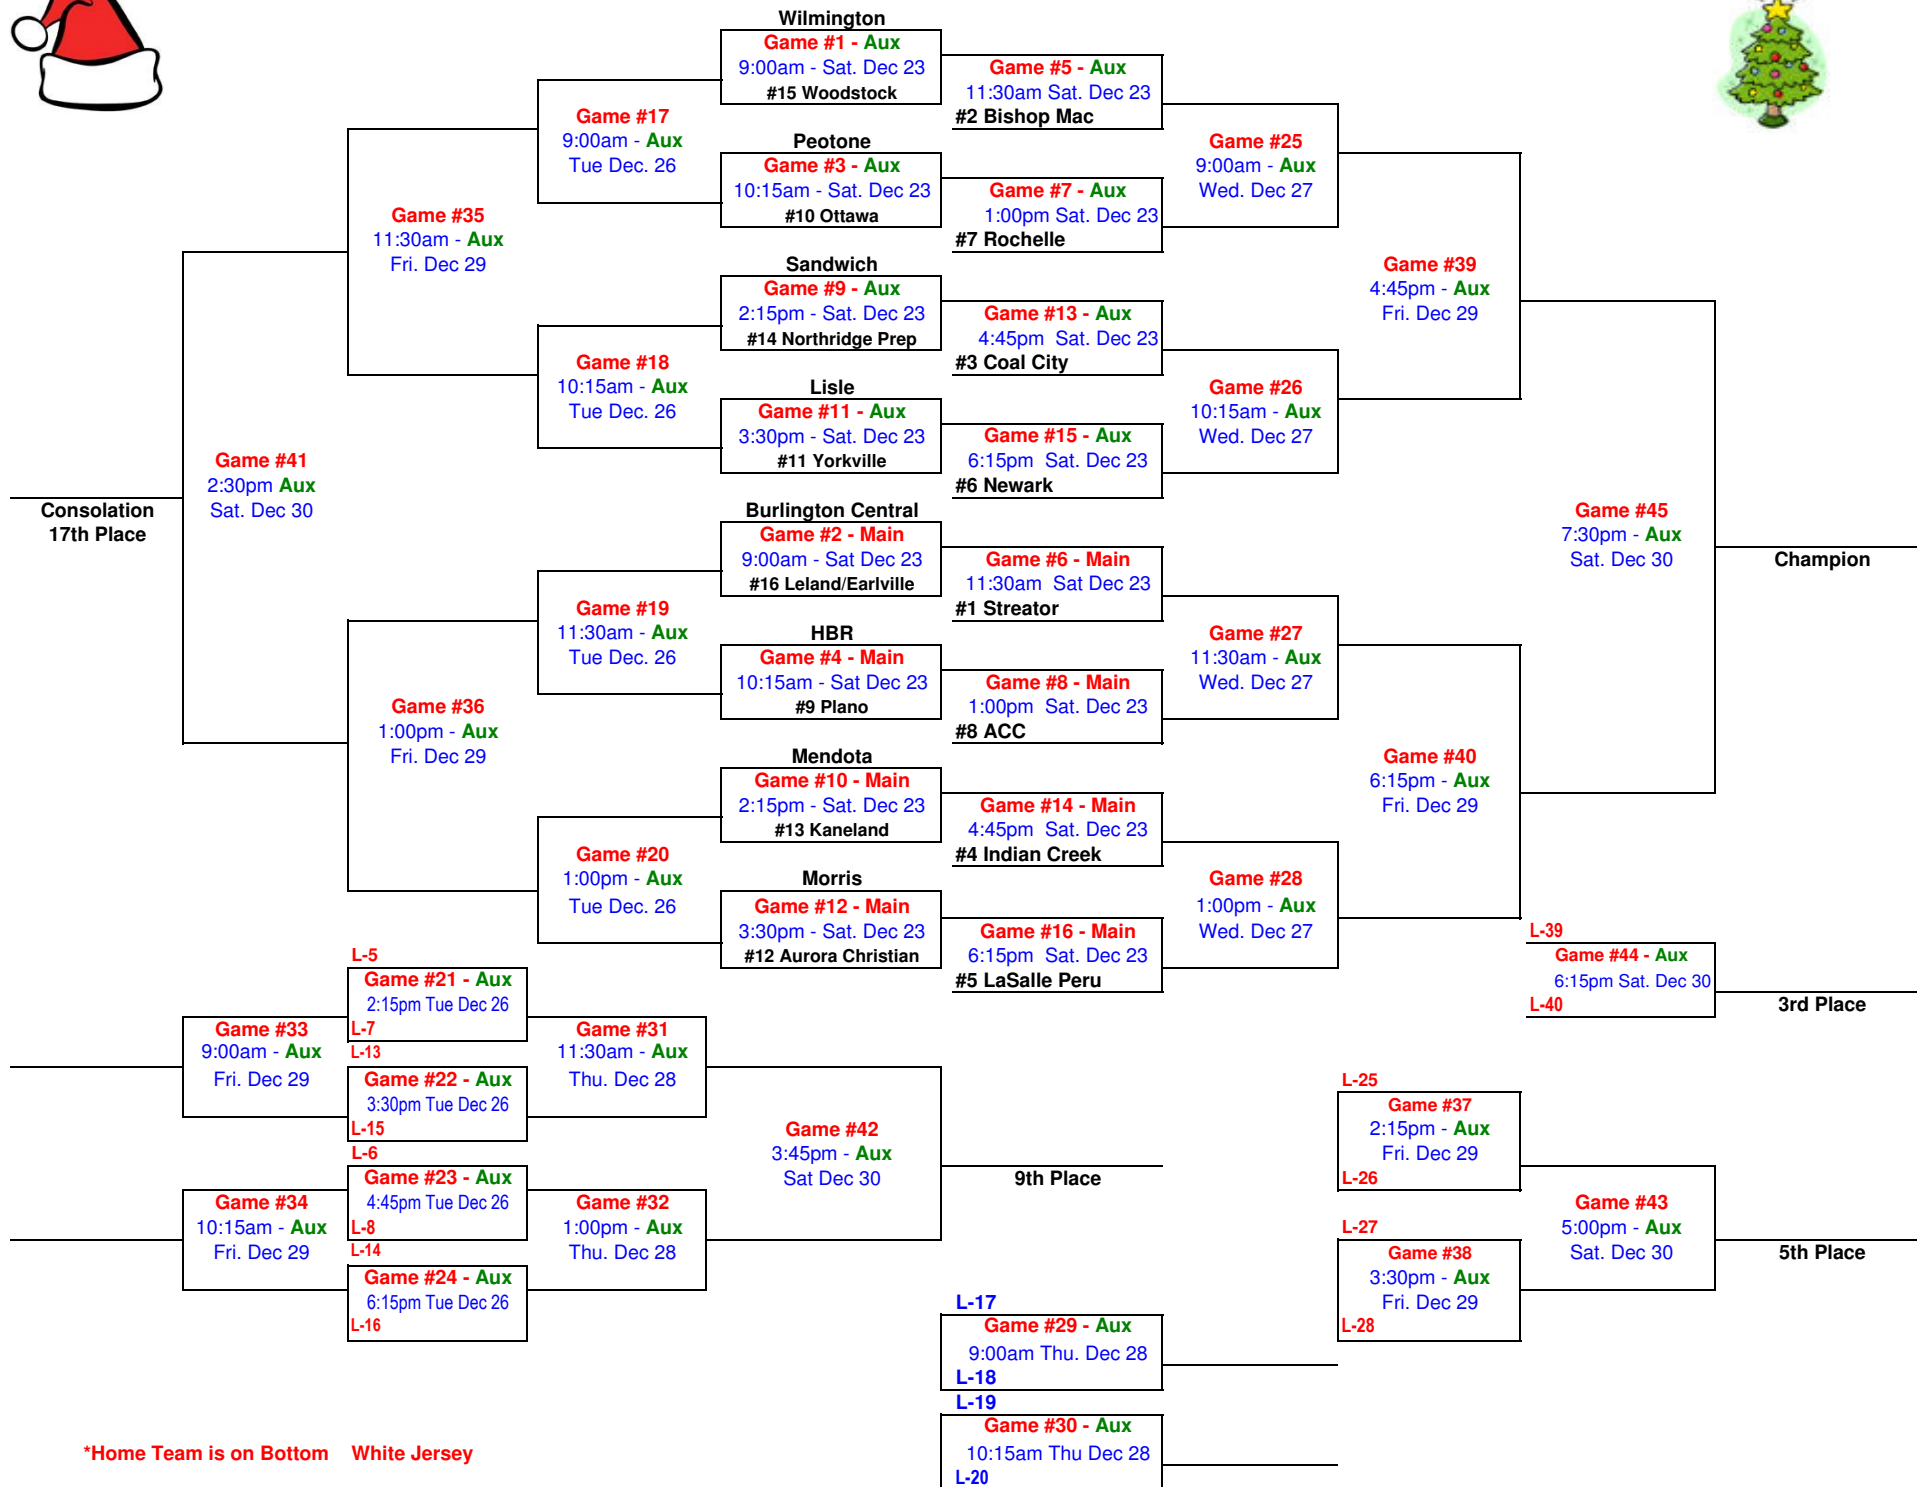 Wilmington
Game #1 - Aux
9:00am - Sat. Dec 23
#15 Woodstock
Game #5 - Aux
11:30am Sat. Dec 23
#2 Bishop Mac
Game #17
9:00am - Aux
Tue Dec. 26
Peotone
Game #3 - Aux
10:15am - Sat. Dec 23
#10 Ottawa
Game #7 - Aux
1:00pm Sat. Dec 23
#7 Rochelle
Game #25
9:00am - Aux
Wed. Dec 27
Game #35
11:30am - Aux
Fri. Dec 29
Sandwich
Game #9 - Aux
2:15pm - Sat. Dec 23
#14 Northridge Prep
Game #13 - Aux
4:45pm Sat. Dec 23
#3 Coal City
Game #39
4:45pm - Aux
Fri. Dec 29
Game #18
10:15am - Aux
Tue Dec. 26
Lisle
Game #11 - Aux
3:30pm - Sat. Dec 23
#11 Yorkville
Game #15 - Aux
6:15pm Sat. Dec 23
#6 Newark
Game #26
10:15am - Aux
Wed. Dec 27
Game #41
2:30pm Aux
Sat. Dec 30
Consolation
17th Place
Burlington Central
Game #2 - Main
9:00am - Sat Dec 23
#16 Leland/Earlville
Game #6 - Main
11:30am Sat Dec 23
#1 Streator
Game #45
7:30pm - Aux
Sat. Dec 30
Champion
Game #19
11:30am - Aux
Tue Dec. 26
HBR
Game #4 - Main
10:15am - Sat Dec 23
#9 Plano
Game #8 - Main
1:00pm Sat. Dec 23
#8 ACC
Game #27
11:30am - Aux
Wed. Dec 27
Game #36
1:00pm - Aux
Fri. Dec 29
Mendota
Game #10 - Main
2:15pm - Sat. Dec 23
#13 Kaneland
Game #14 - Main
4:45pm Sat. Dec 23
#4 Indian Creek
Game #40
6:15pm - Aux
Fri. Dec 29
Game #20
1:00pm - Aux
Tue Dec. 26
Morris
Game #12 - Main
3:30pm - Sat. Dec 23
#12 Aurora Christian
Game #16 - Main
6:15pm Sat. Dec 23
#5 LaSalle Peru
Game #28
1:00pm - Aux
Wed. Dec 27
L-39
Game #44 - Aux
6:15pm Sat. Dec 30
L-40
3rd Place
L-5
Game #21 - Aux
2:15pm Tue Dec 26
L-7
Game #33
9:00am - Aux
Fri. Dec 29
L-13
Game #22 - Aux
3:30pm Tue Dec 26
L-15
Game #31
11:30am - Aux
Thu. Dec 28
L-6
Game #23 - Aux
4:45pm Tue Dec 26
L-8
Game #34
10:15am - Aux
Fri. Dec 29
L-14
Game #24 - Aux
6:15pm Tue Dec 26
L-16
Game #32
1:00pm - Aux
Thu. Dec 28
Game #42
3:45pm - Aux
Sat Dec 30
9th Place
L-25
Game #37
2:15pm - Aux
Fri. Dec 29
L-26
L-27
Game #38
3:30pm - Aux
Fri. Dec 29
L-28
Game #43
5:00pm - Aux
Sat. Dec 30
5th Place
L-17
Game #29 - Aux
9:00am Thu. Dec 28
L-18
L-19
Game #30 - Aux
10:15am Thu Dec 28
L-20
*Home Team is on Bottom White Jersey